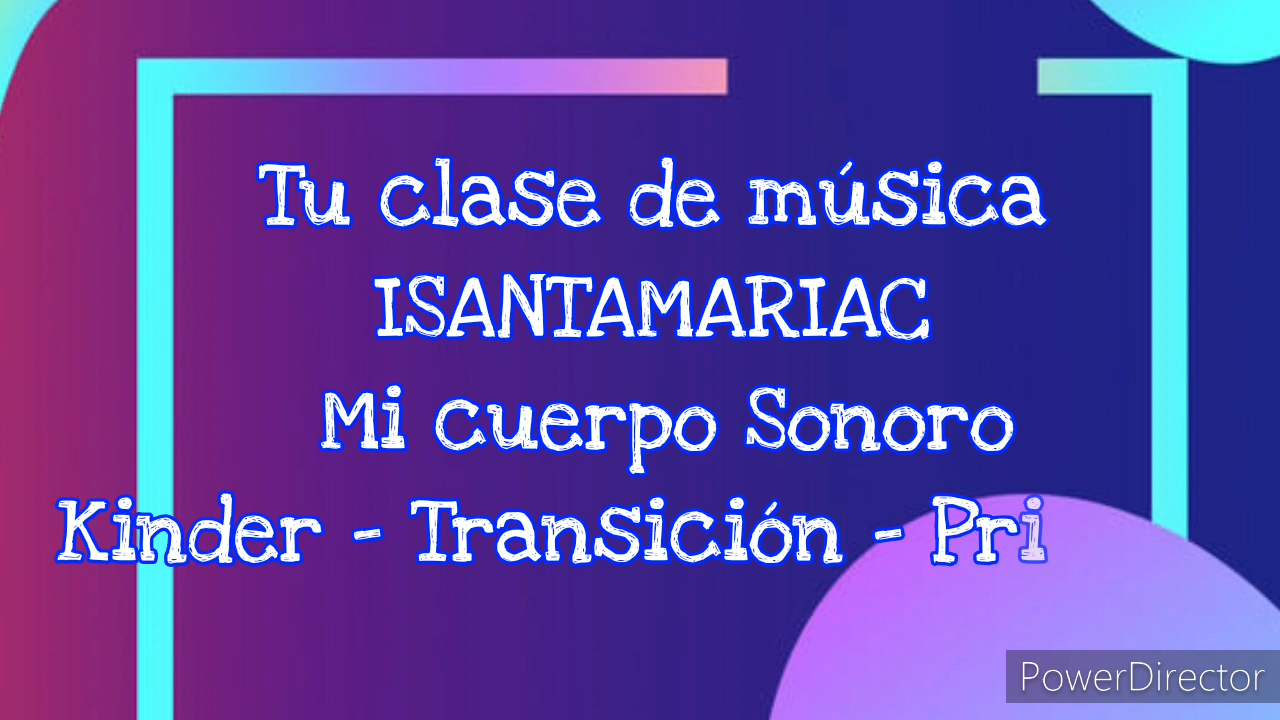 Tu clase de música
ISANTAMARIAC
Mi cuerpo Sonoro
Kinder - Transición - Pri
PowerDirector